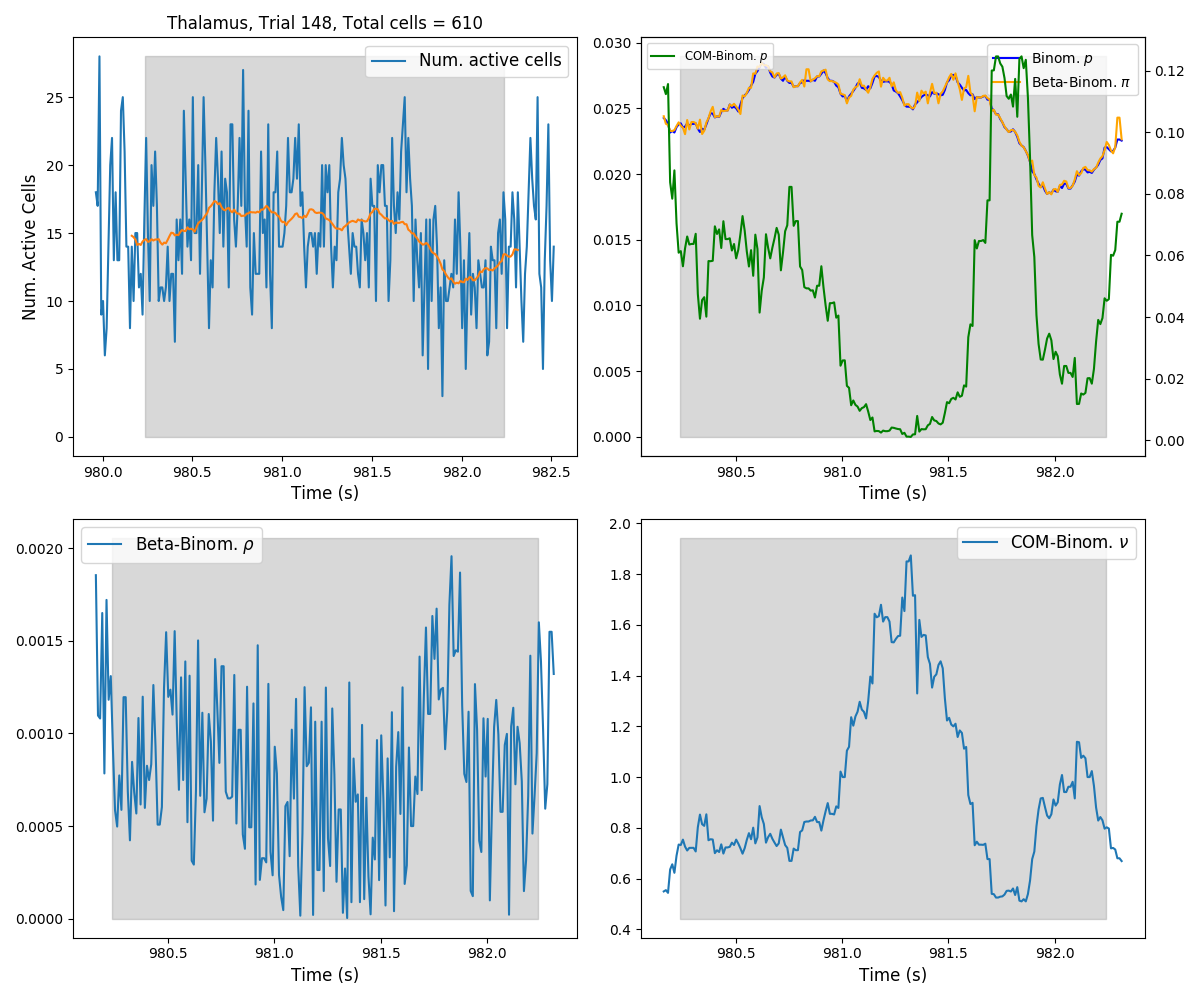 Thalamus, Trial 148, Total cells = 610
Num. active cells
Num. Active Cells
25
20
15
10
5
0
980.0 980.5 981.0 981.5 982.0 982.5
Time (s)
COM-Binom. p
Binom. p
Beta-Binom. π
0.030
0.025
0.020
0.015
0.010
0.005
0.000
0.12
0.10
0.08
0.06
0.04
0.02
0.00
980.5 981.0 981.5 982.0
Time (s)
Beta-Binom. ρ
0.0020
0.0015
0.0010
0.0005
0.0000
980.5 981.0 981.5 982.0
Time (s)
COM-Binom. ν
2.0
1.8
1.6
1.4
1.2
1.0
0.8
0.6
0.4
980.5 981.0 981.5 982.0
Time (s)